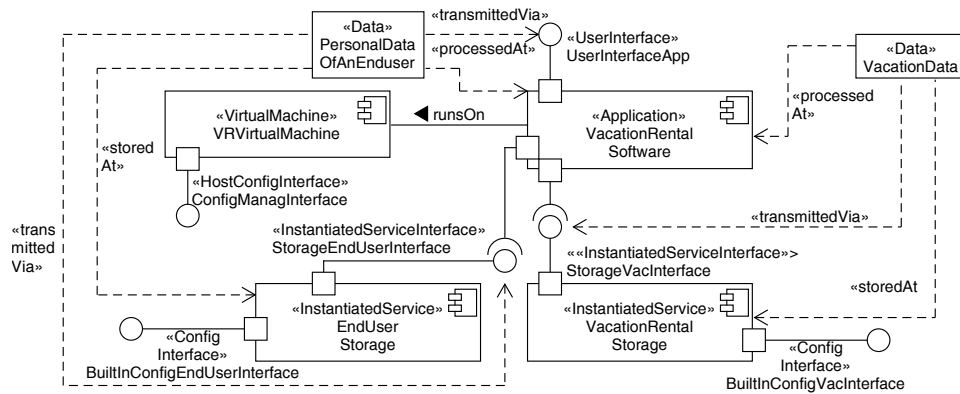 «Data»
PersonalData
OfAnEnduser
«transmittedVia»
«processedAt»
«UserInterface»
UserInterfaceApp
«Data»
VacationData
«processed
At»
«VirtualMachine»
VRVirtualMachine
runsOn
«Application»
VacationRental
Software
«stored
At»
«HostConfigInterface»
ConfigManagInterface
«trans
mitted
Via»
«InstantiatedServiceInterface»
StorageEndUserInterface
«transmittedVia»
««InstantiatedServiceInterface»>
StorageVacInterface
«storedAt
«InstantiatedService»
EndUser
Storage
«InstantiatedService»
VacationRental
Storage
«Config
Interface»
BuiltInConfigEndUserInterface
«Config
Interface»
BuiltInConfigVacInterface